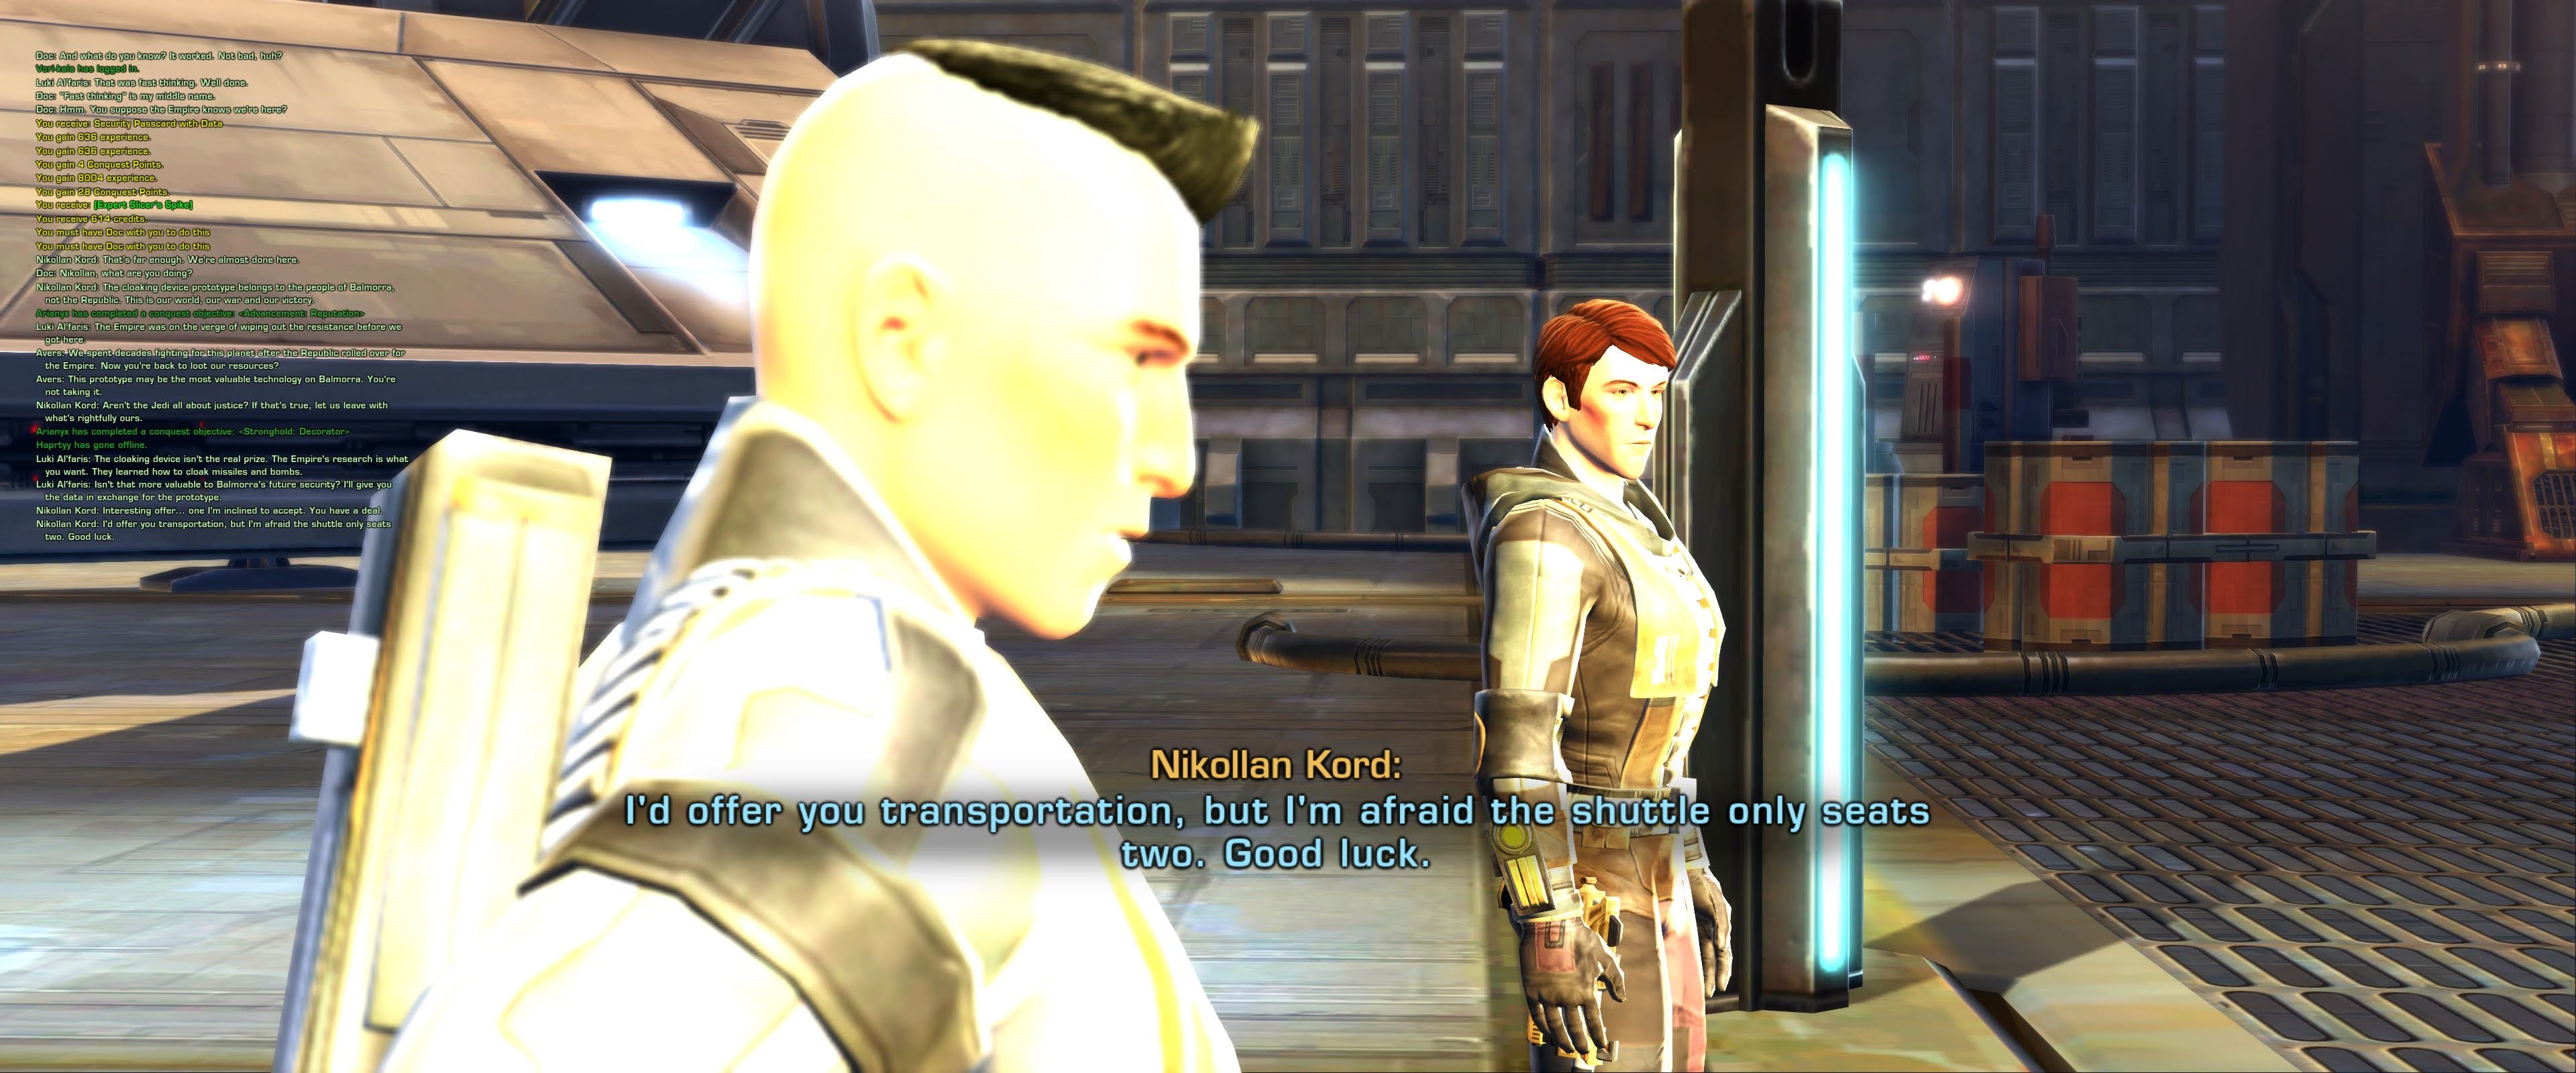 Doc: And what do you know? It worked. Not bad, huh?
Vori-kala has logged in.
Luki Al'faris: That was fast thinking. Well done.
Doc: "Fast thinking" is my middle name.
Doc: Hmm. You suppose the Empire knows we're here?
You receive: Security Passcard with Data
You gain 636 experience.
You gain 636 experience.
You gain 4 Conquest Points.
You gain 8004 experience.
You gain 28 Conquest Points.
You receive: [Expert Slicer's Spike]
You receive 614 credits.
You must have Doc with you to do this
You must have Doc with you to do this
Nikollan Kord: That's far enough. We're almost done here.
Doc: Nikollan, what are you doing?
Nikollan Kord: The cloaking device prototype belongs to the people of Balmorra,
not the Republic. This is our world, our war and our victory.
Arianyx has completed a conquest objective: <Advancement: Reputation>
Luki Al'faris: The Empire was on the verge of wiping out the resistance before we
got here.
Avers: We spent decades fighting for this planet after the Republic rolled over for
the Empire. Now you're back to loot our resources?
Avers: This prototype may be the most valuable technology on Balmorra. You're
not taking it.
Nikollan Kord: Aren't the Jedi all about justice? If that's true, let us leave with
what's rightfully ours.
Arianyx has completed a conquest objective: <Stronghold: Decorator>
Haprtyy has gone offline.
Luki Al'faris: The cloaking device isn't the real prize. The Empire's research is what
you want. They learned how to cloak missiles and bombs.
Luki Al'faris: Isn't that more valuable to Balmorra's future security? I'll give you
the data in exchange for the prototype.
Nikollan Kord: Interesting offer... one I'm inclined to accept. You have a deal.
Nikollan Kord: I'd offer you transportation, but I'm afraid the shuttle only seats
two. Good luck.
Nikollan Kord:
I'd offer you transportation, but I'm afraid the shuttle only seats
two. Good luck.